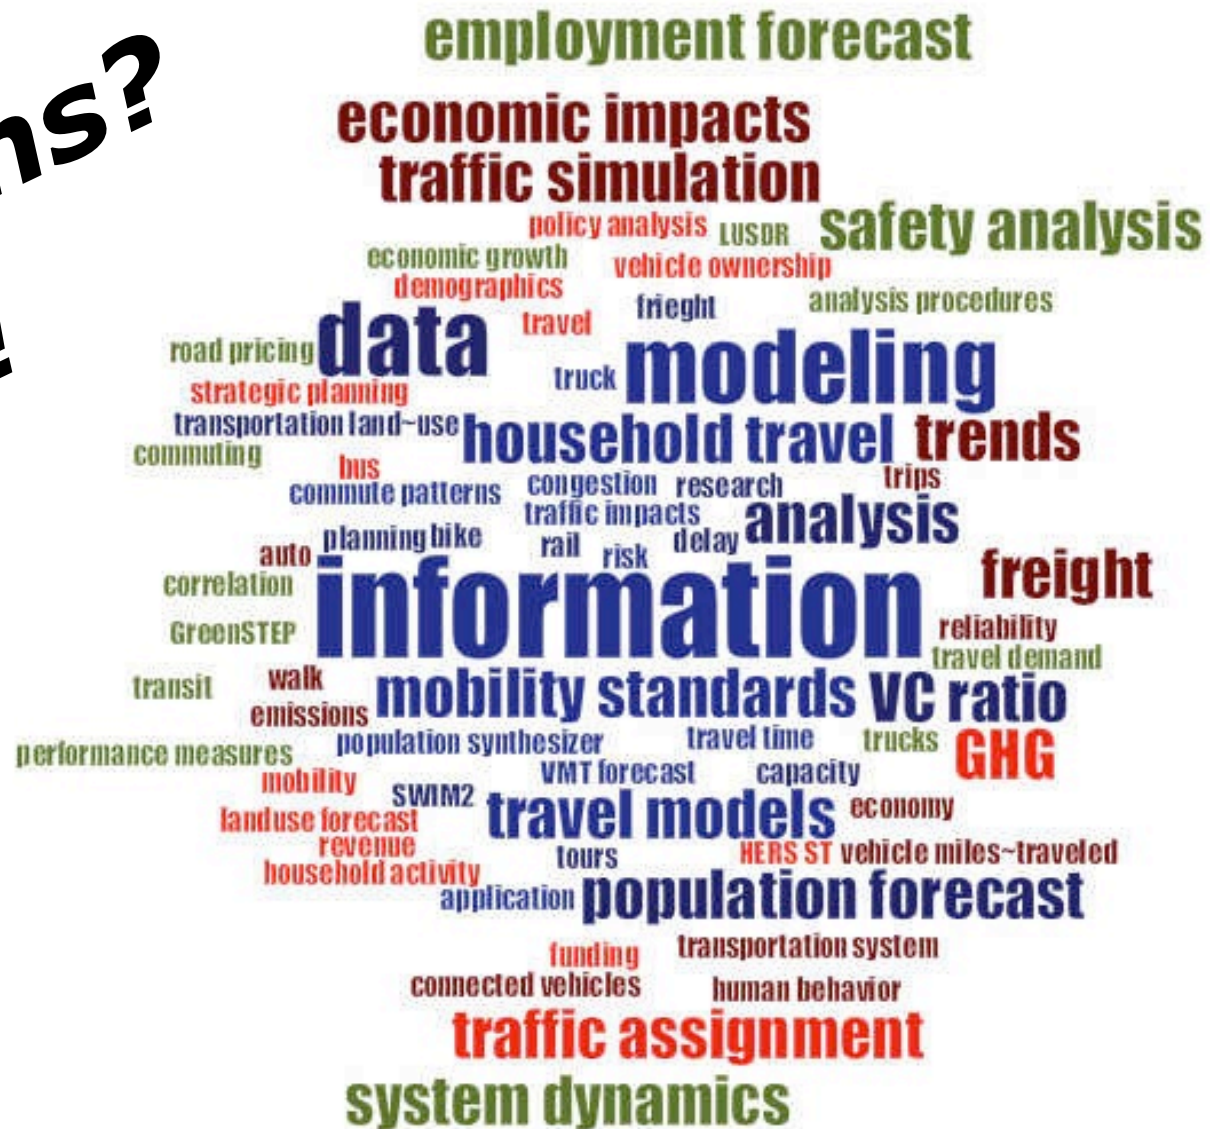 ns?
!
employment forecast
economic impacts
traffic simulation
policy analysis LUSDR safety analysis
economic growth vehicle ownership
demographics frieght analysis procedures
data travel
road pricing truck modeling
strategic planning
transportation land~use household travel trends
commuting bus congestion research trips
commute patterns traffic impacts analysis
planning bike rail risk delay
auto freight
correlation information
GreenSTEP reliability
travel demand
transit walk mobility standards VC ratio
emissions
performance measures population synthesizer travel time trucks GHG
mobility VMT forecast capacity
SWIM2 travel models economy
landuse forecast
revenue tours HERS ST vehicle miles~traveled
household activity
application population forecast
funding transportation system
connected vehicles human behavior
traffic assignment
system dynamics